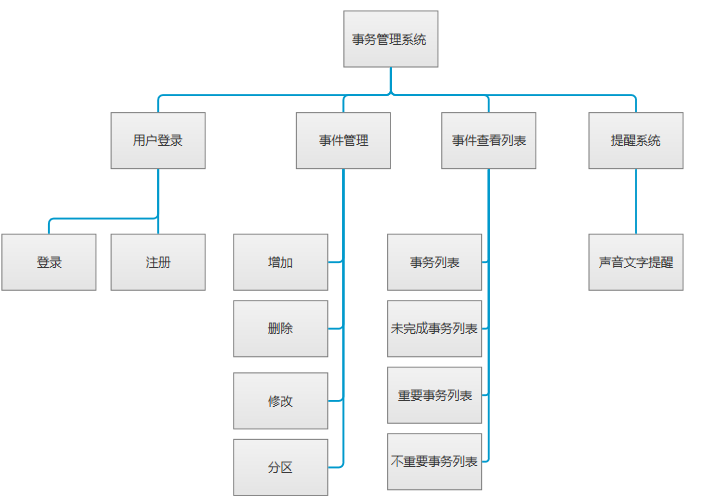 事务管理系统
用户登录
事件管理
事件查看列表
提醒系统
登录
注册
增加
事务列表
声音文字提醒
删除
未完成事务列表
修改
重要事务列表
分区
不重要事务列表